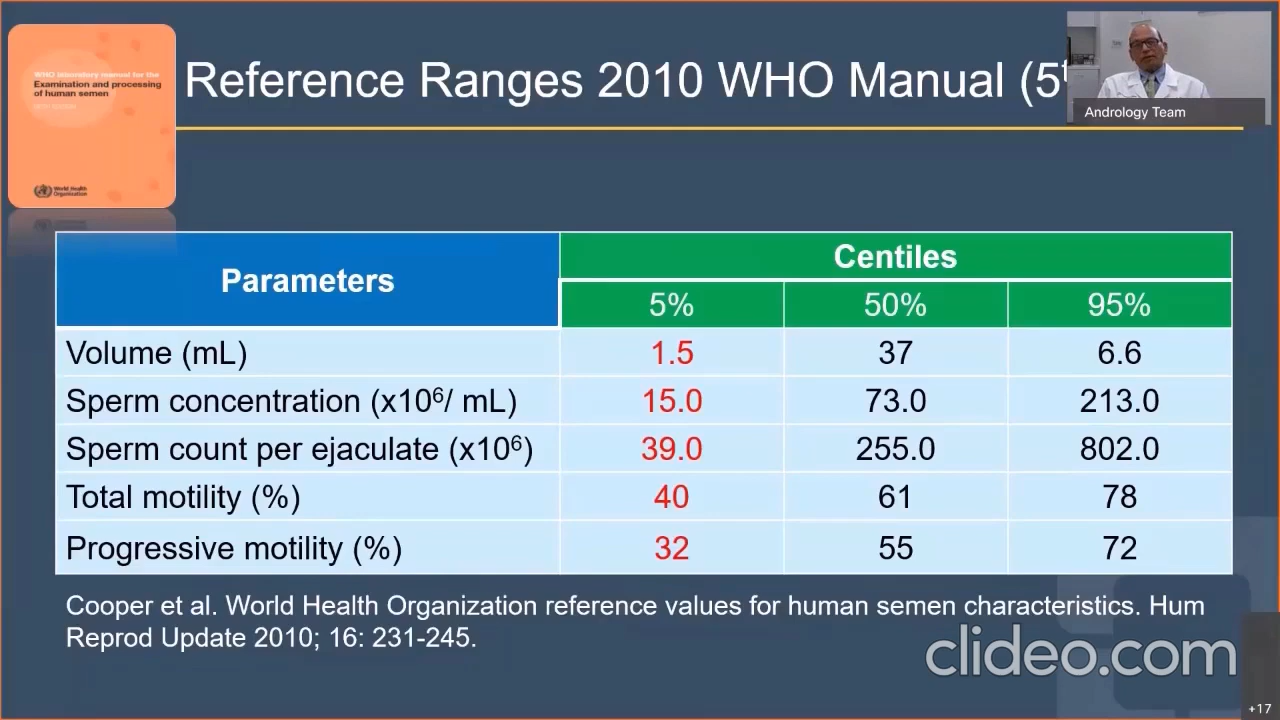 WHO laboratory manual for the
Examination and processing
of human semen
World Health
Organization
Reference Ranges 2010 WHO Manual (5
Andrology Team
Parameters Centiles
5% 50% 95%
Volume (mL) 1.5 37 6.6
Sperm concentration (x10⁶/ mL) 15.0 73.0 213.0
Sperm count per ejaculate (x10⁶) 39.0 255.0 802.0
Total motility (%) 40 61 78
Progressive motility (%) 32 55 72
Cooper et al. World Health Organization reference values for human semen characteristics. Hum
Reprod Update 2010; 16: 231-245.
clideo.com
+17